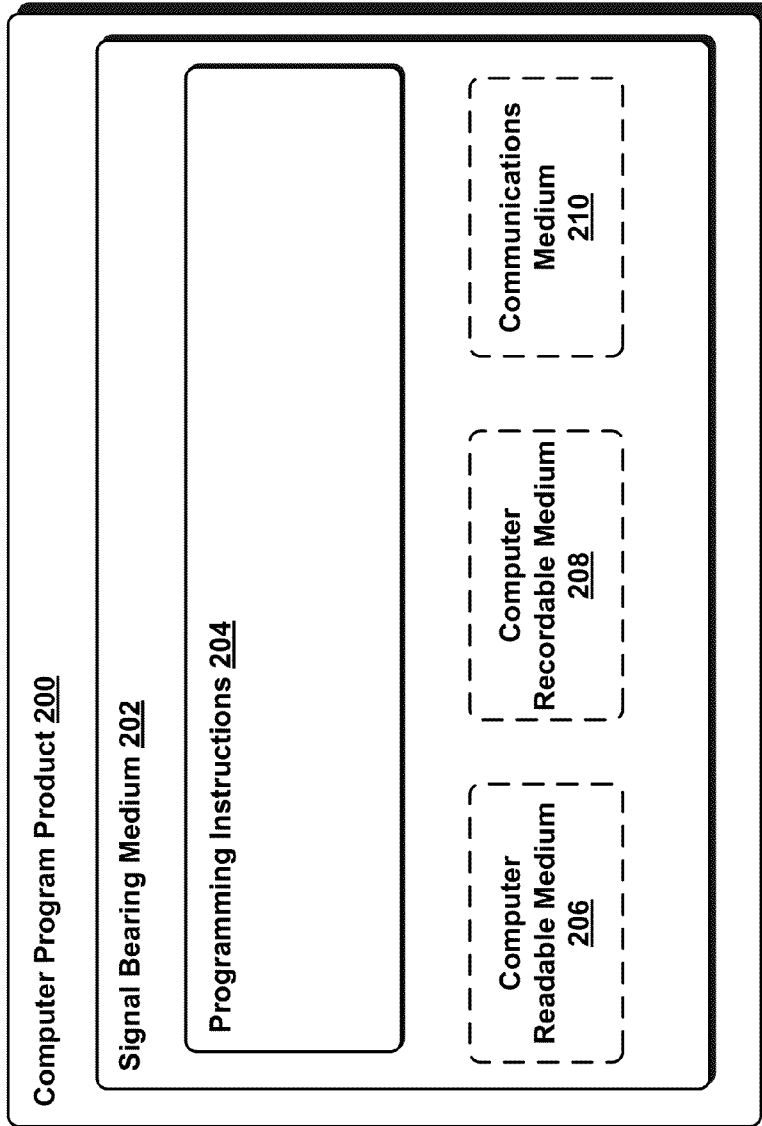 Computer Program Product 200
Signal Bearing Medium 202
Programming Instructions 204
Computer
Readable Medium
206
Computer
Recordable Medium
208
Communications
Medium
210